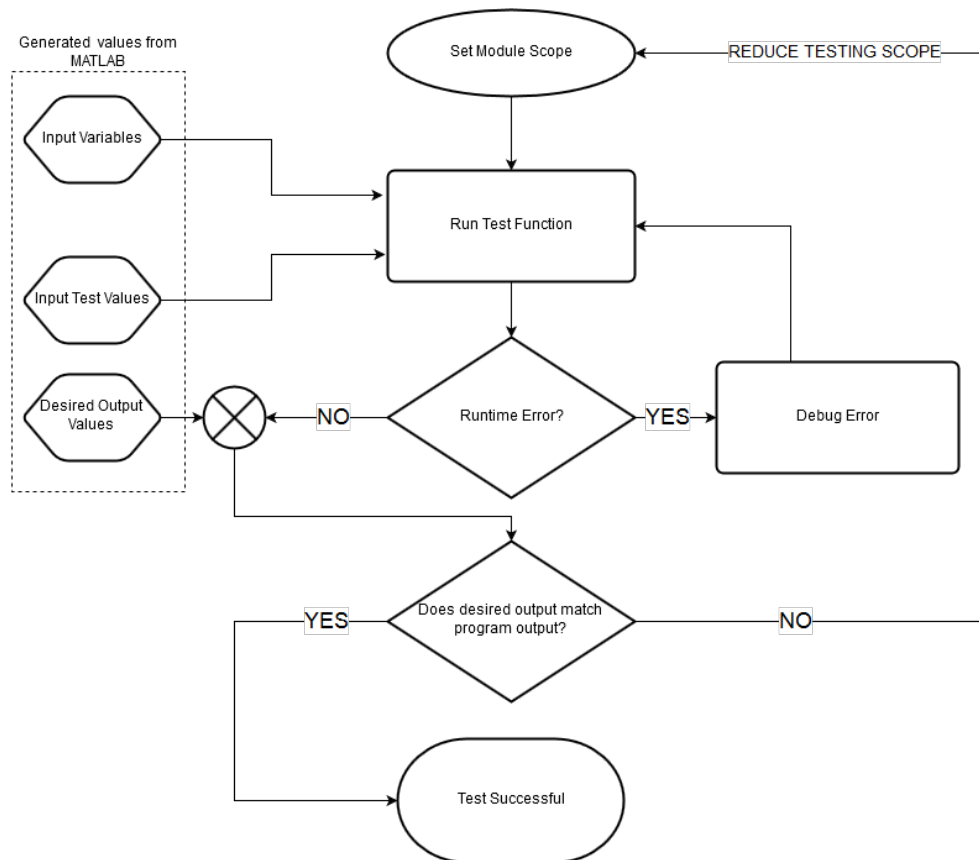 Generated values from
MATLAB
Set Module Scope
REDUCE TESTING SCOPE
Input Variables
Run Test Function
Input Test Values
Desired Output
Values
NO
Runtime Error?
YES
Debug Error
YES
Does desired output match
program output?
NO
Test Successful